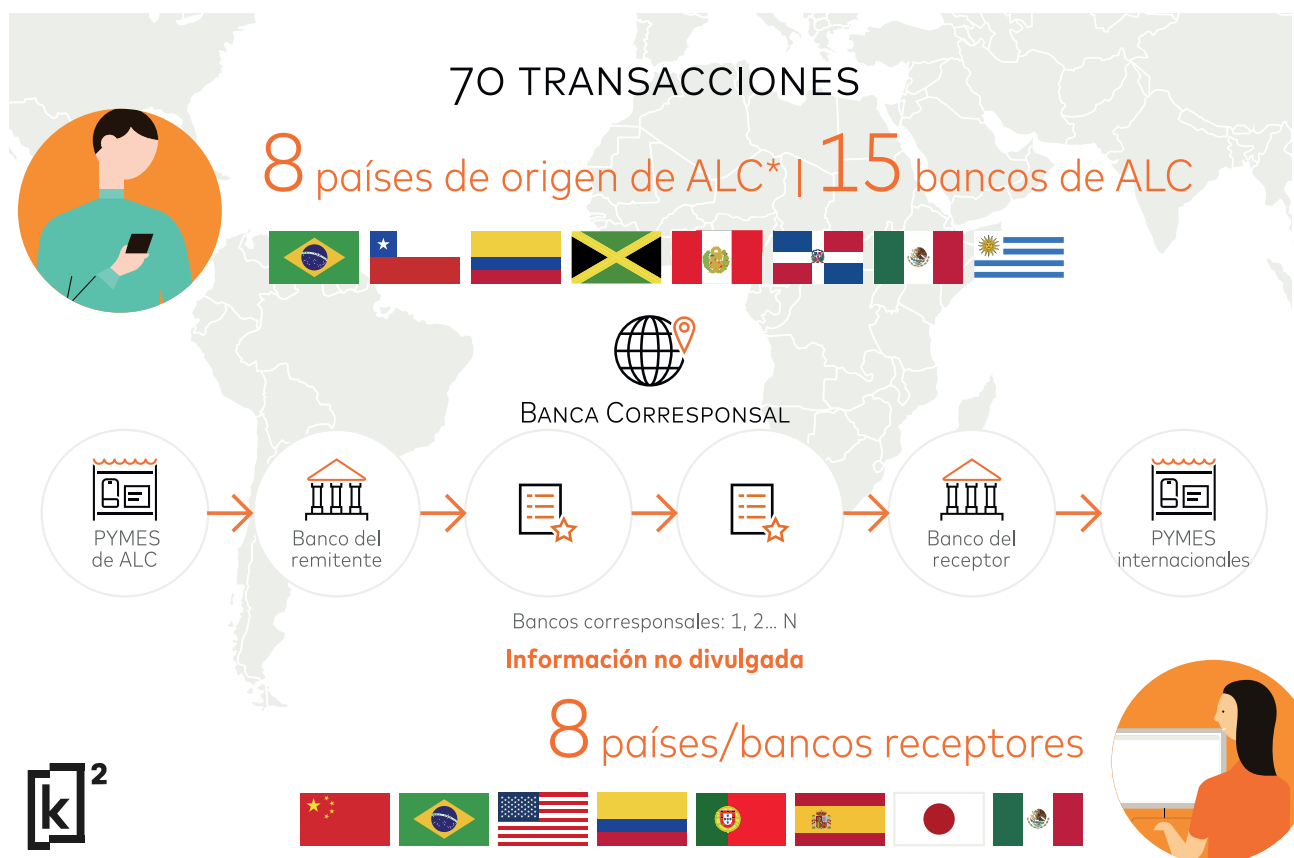 70 TRANSACCIONES
8 países de origen de ALC* | 15 bancos de ALC
BANCA CORRESPONSAL
PYMES
de ALC
Banco del
remitente
Banco del
receptor
PYMES
internacionales
Bancos corresponsales: 1, 2... N
Información no divulgada
8 países/bancos receptores
[k]²